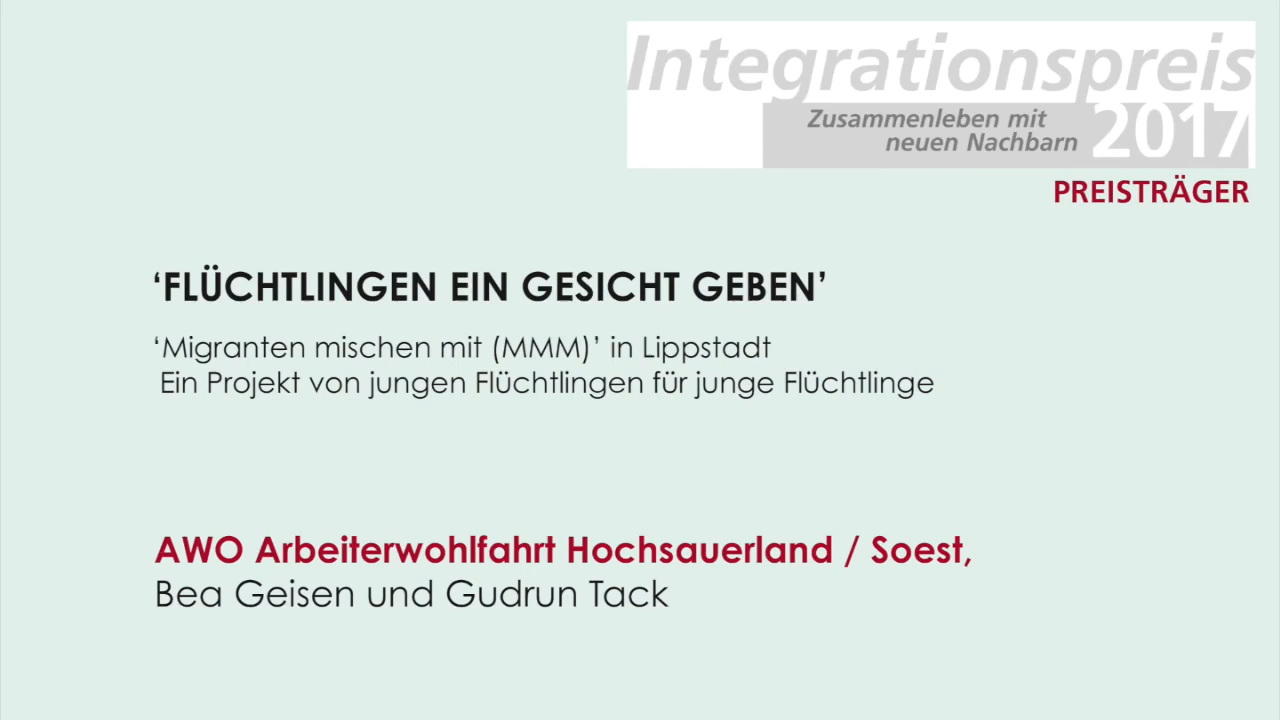 Integrationspreis
Zusammenleben mit
neuen Nachbarn
2017
PREISTRÄGER
‘FLÜCHTLINGEN EIN GESICHT GEBEN’
‘Migranten mischen mit (MMM)’ in Lippstadt
Ein Projekt von jungen Flüchtlingen für junge Flüchtlinge
AWO Arbeiterwohlfahrt Hochsauerland / Soest,
Bea Geisen und Gudrun Tack